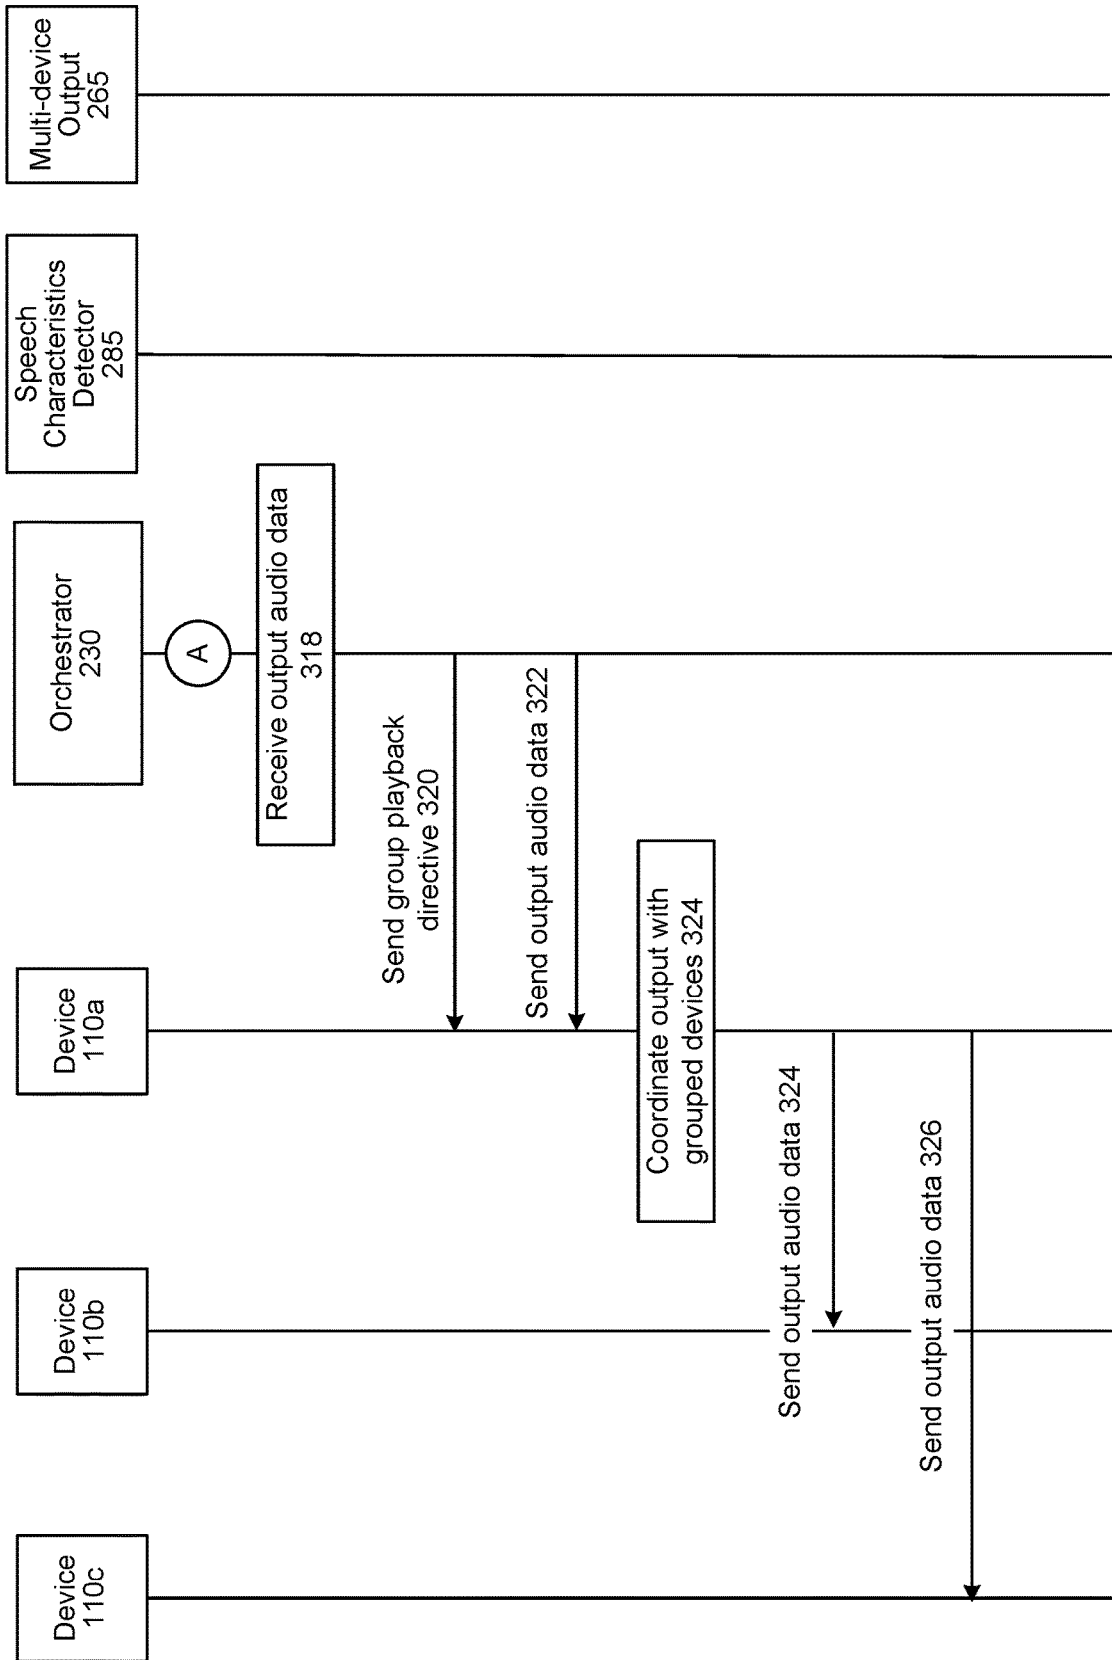 Device
110c
Device
110b
Device
110a
Orchestrator
230
Speech
Characteristics
Detector
285
Multi-device
Output
265
A
Receive output audio data
318
Send group playback
directive 320
Send output audio data 322
Coordinate output with
grouped devices 324
Send output audio data 324
Send output audio data 326